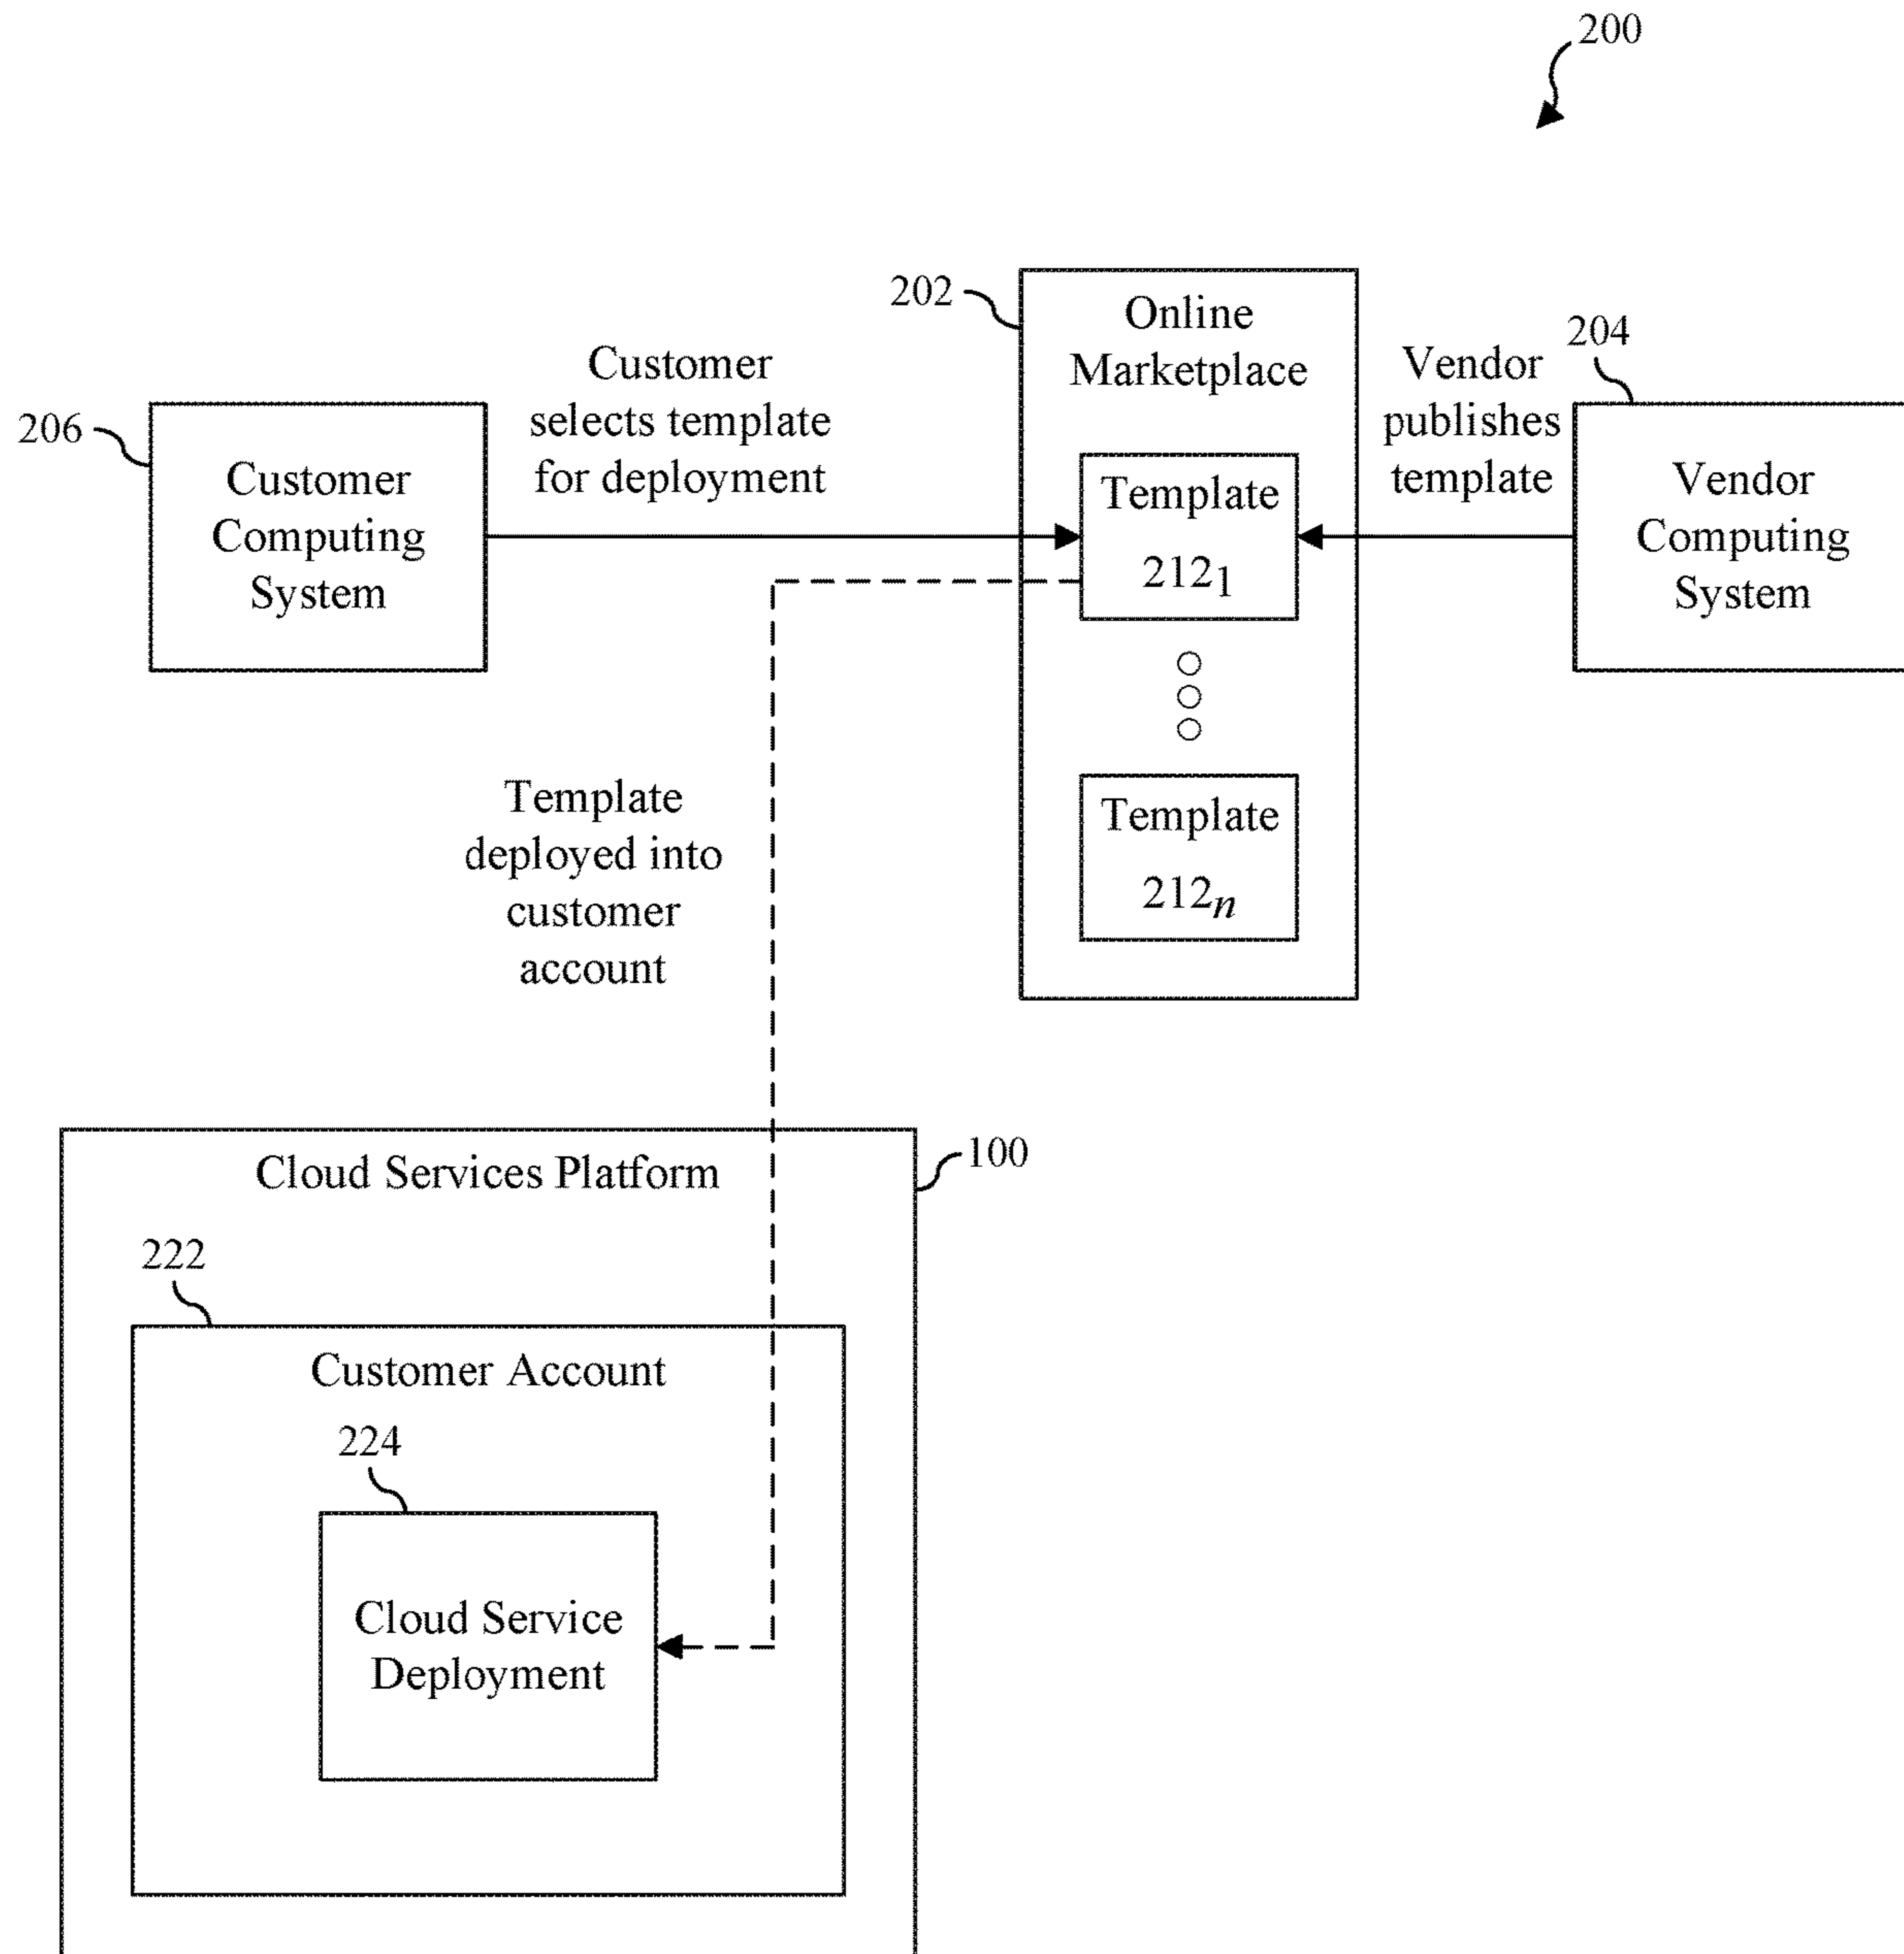 200
202
Online
Marketplace
204
Vendor
publishes
template
Customer
selects template
for deployment
206
Customer
Computing
System
Template
212₁
Vendor
Computing
System
Template
212ₙ
Template
deployed into
customer
account
100
Cloud Services Platform
222
Customer Account
224
Cloud Service
Deployment